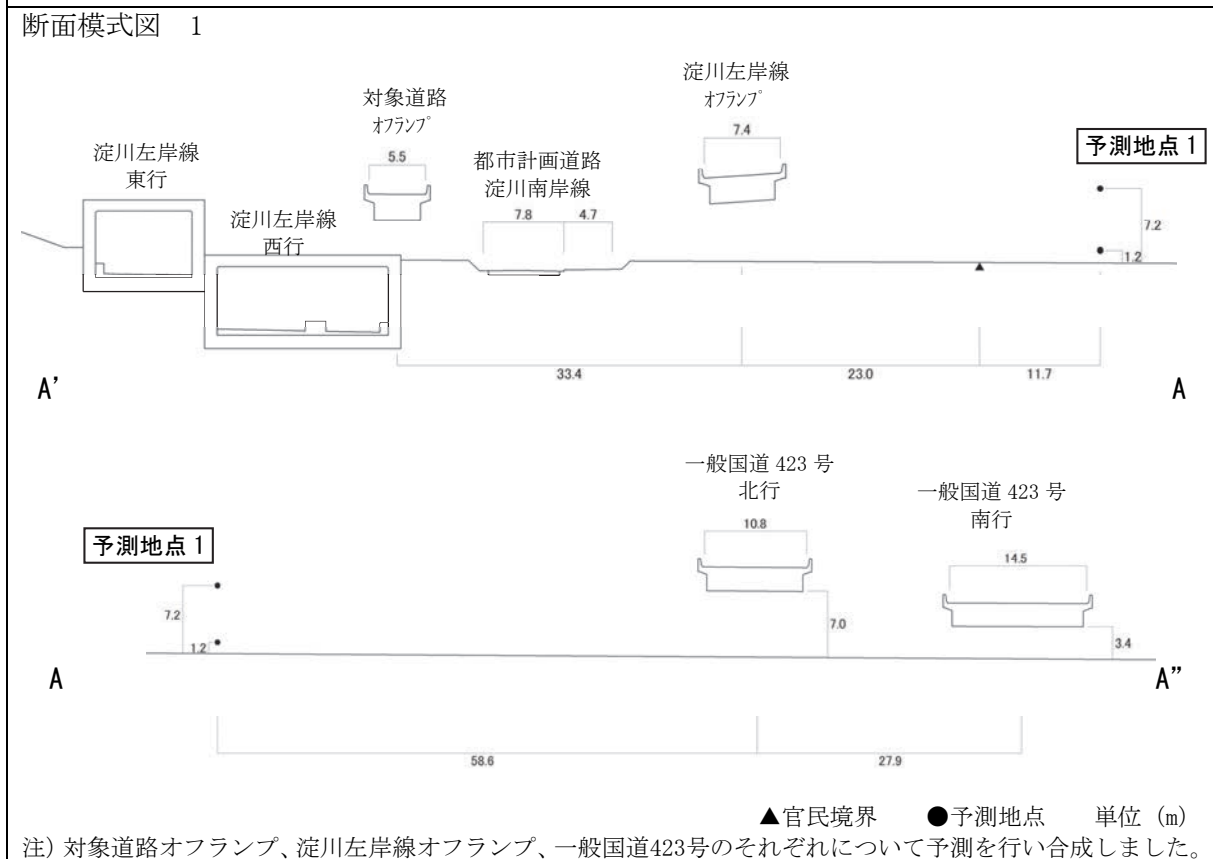 断面模式図 1
淀川左岸線
オフランプ
対象道路
オフランプ
7.4
予測地点 1
淀川左岸線
東行
5.5
都市計画道路
淀川南岸線
淀川左岸線
西行
7.8
4.7
7.2
1.2
33.4
23.0
11.7
A'
A
一般国道 423 号
北行
一般国道 423 号
南行
10.8
予測地点 1
14.5
7.2
7.0
1.2
3.4
A
A”
58.6
27.9
▲官民境界 ●予測地点 単位 (m)
注) 対象道路オフランプ、淀川左岸線オフランプ、一般国道423号のそれぞれについて予測を行い合成しました。